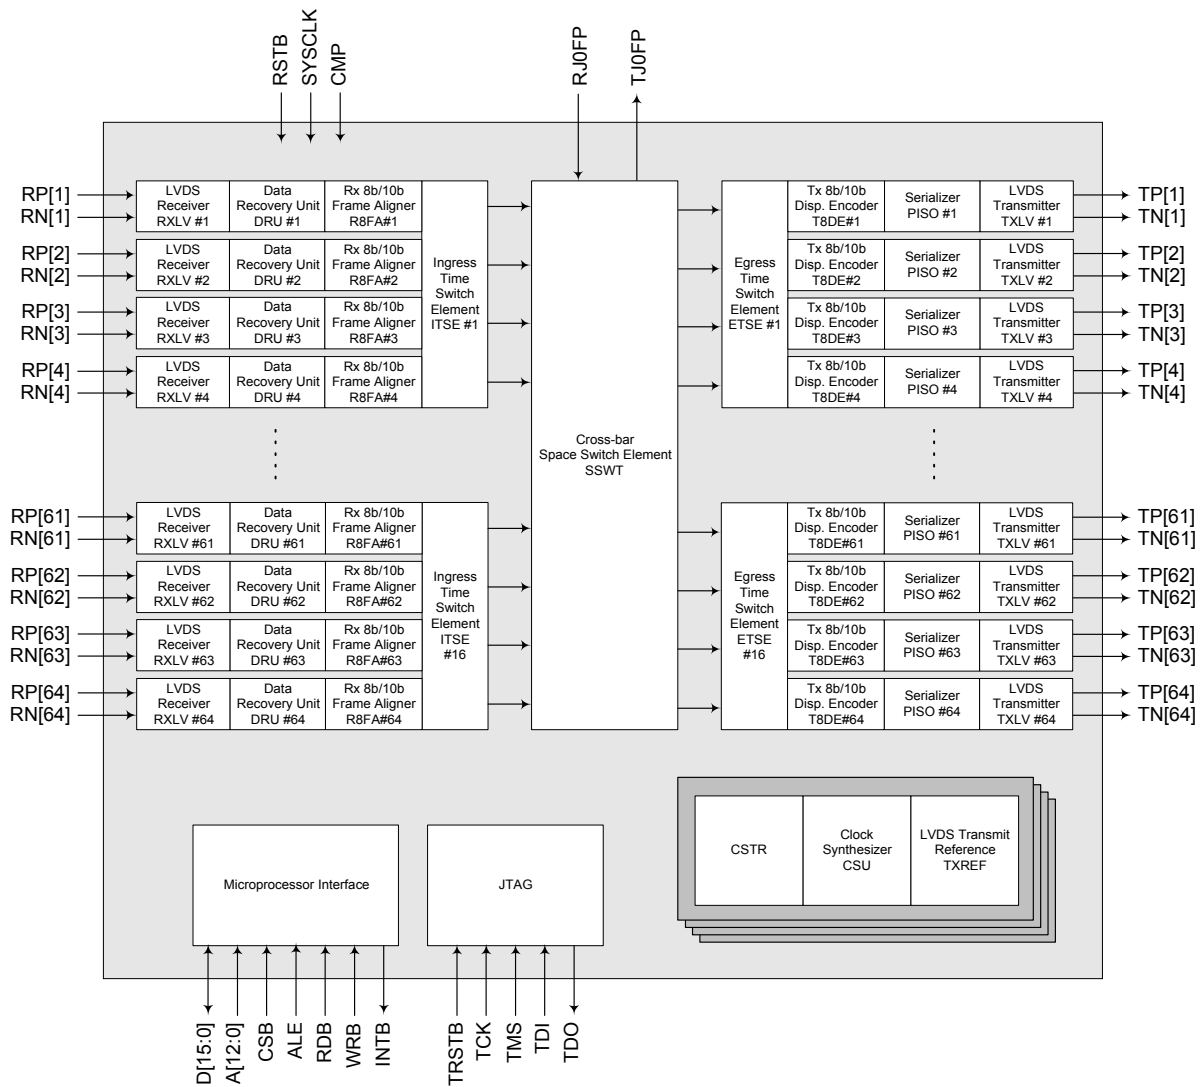 RSTB
SYSCLK
CMP
RJ0FP
TJ0FP
RP[1]
RN[1]
LVDS
Receiver
RXLV #1
Data
Recovery Unit
DRU #1
Rx 8b/10b
Frame Aligner
R8FA#1
RP[2]
RN[2]
LVDS
Receiver
RXLV #2
Data
Recovery Unit
DRU #2
Rx 8b/10b
Frame Aligner
R8FA#2
RP[3]
RN[3]
LVDS
Receiver
RXLV #3
Data
Recovery Unit
DRU #3
Rx 8b/10b
Frame Aligner
R8FA#3
RP[4]
RN[4]
LVDS
Receiver
RXLV #4
Data
Recovery Unit
DRU #4
Rx 8b/10b
Frame Aligner
R8FA#4
Ingress
Time
Switch
Element
ITSE #1
RP[61]
RN[61]
LVDS
Receiver
RXLV #61
Data
Recovery Unit
DRU #61
Rx 8b/10b
Frame Aligner
R8FA#61
RP[62]
RN[62]
LVDS
Receiver
RXLV #62
Data
Recovery Unit
DRU #62
Rx 8b/10b
Frame Aligner
R8FA#62
RP[63]
RN[63]
LVDS
Receiver
RXLV #63
Data
Recovery Unit
DRU #63
Rx 8b/10b
Frame Aligner
R8FA#63
RP[64]
RN[64]
LVDS
Receiver
RXLV #64
Data
Recovery Unit
DRU #64
Rx 8b/10b
Frame Aligner
R8FA#64
Ingress
Time
Switch
Element
ITSE
#16
Cross-bar
Space Switch Element
SSWT
Egress
Time
Switch
Element
ETSE #1
Tx 8b/10b
Disp. Encoder
T8DE#1
Serializer
PISO #1
LVDS
Transmitter
TXLV #1
TP[1]
TN[1]
Tx 8b/10b
Disp. Encoder
T8DE#2
Serializer
PISO #2
LVDS
Transmitter
TXLV #2
TP[2]
TN[2]
Tx 8b/10b
Disp. Encoder
T8DE#3
Serializer
PISO #3
LVDS
Transmitter
TXLV #3
TP[3]
TN[3]
Tx 8b/10b
Disp. Encoder
T8DE#4
Serializer
PISO #4
LVDS
Transmitter
TXLV #4
TP[4]
TN[4]
Egress
Time
Switch
Element
ETSE
#16
Tx 8b/10b
Disp. Encoder
T8DE#61
Serializer
PISO #61
LVDS
Transmitter
TXLV #61
TP[61]
TN[61]
Tx 8b/10b
Disp. Encoder
T8DE#62
Serializer
PISO #62
LVDS
Transmitter
TXLV #62
TP[62]
TN[62]
Tx 8b/10b
Disp. Encoder
T8DE#63
Serializer
PISO #63
LVDS
Transmitter
TXLV #63
TP[63]
TN[63]
Tx 8b/10b
Disp. Encoder
T8DE#64
Serializer
PISO #64
LVDS
Transmitter
TXLV #64
TP[64]
TN[64]
Microprocessor Interface
JTAG
CSTR
Clock
Synthesizer
CSU
LVDS Transmit
Reference
TXREF
D[15:0]
A[12:0]
CSB
ALE
RDB
WRB
INTB
TRSTB
TCK
TMS
TDI
TDO